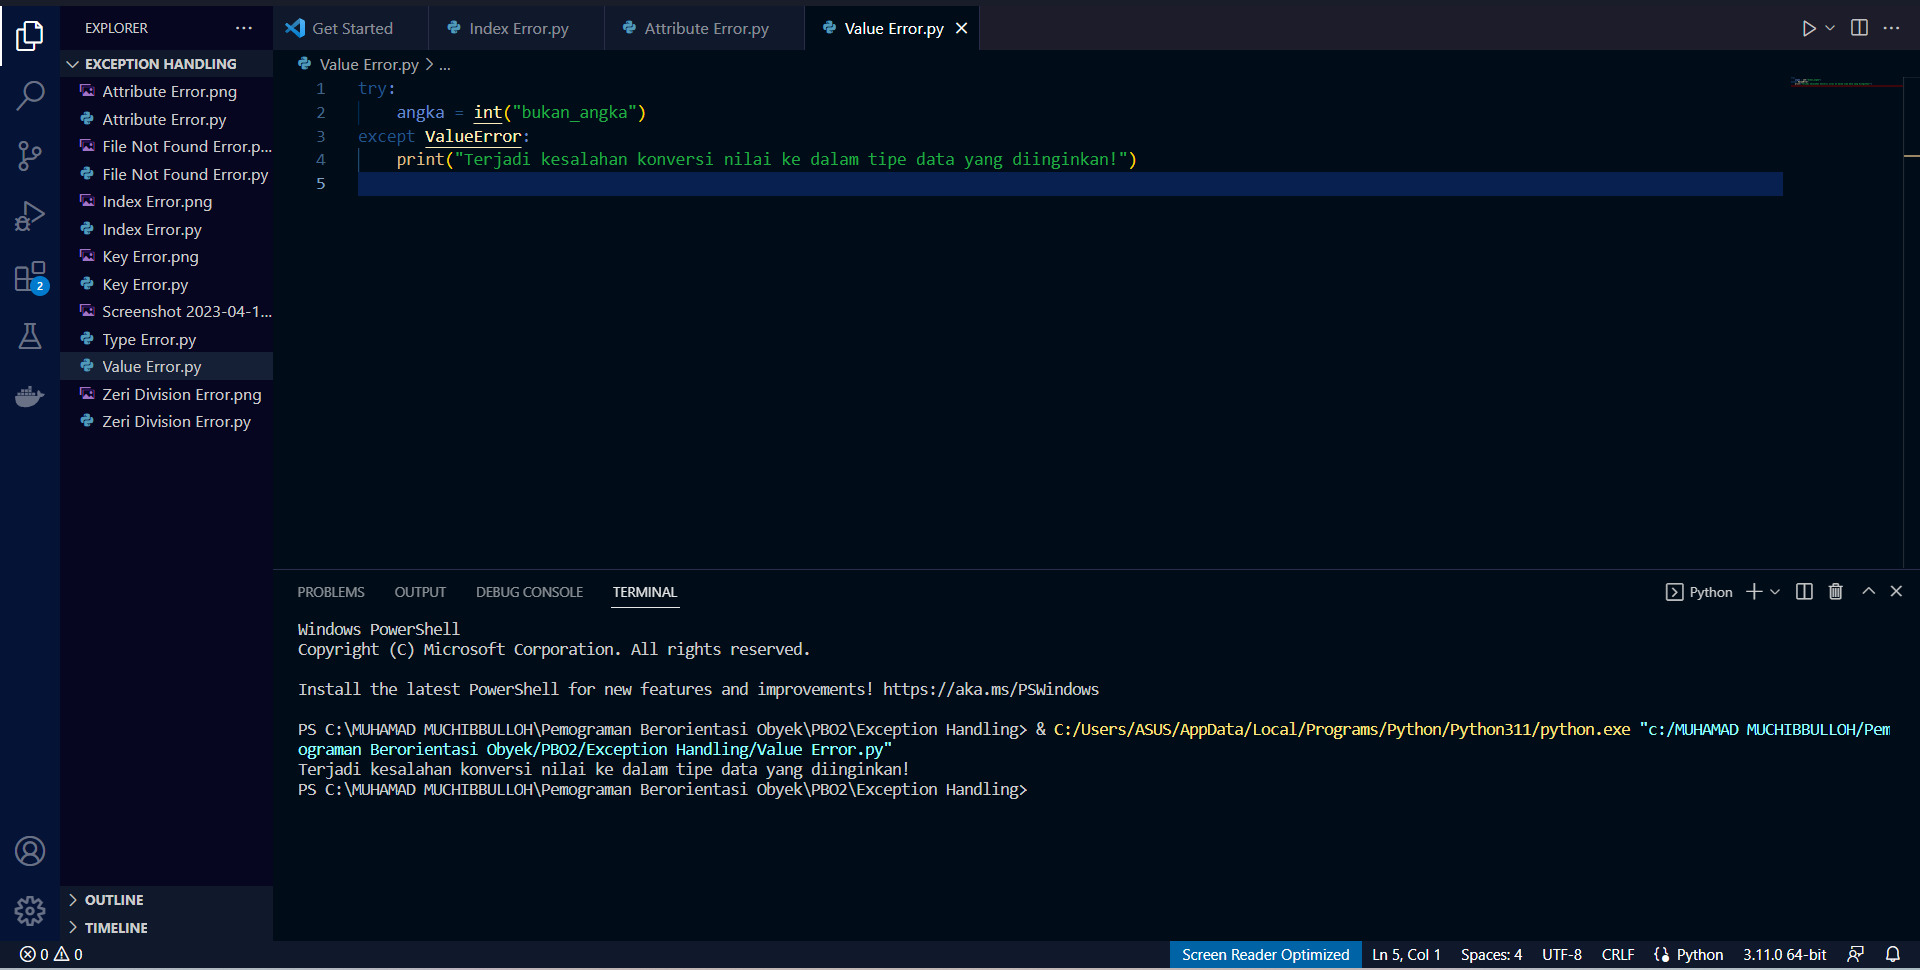 EXPLORER
EXCEPTION HANDLING
Attribute Error.png
Attribute Error.py
File Not Found Error.p...
File Not Found Error.py
Index Error.png
Index Error.py
Key Error.png
Key Error.py
Screenshot 2023-04-1...
Type Error.py
Value Error.py
Zeri Division Error.png
Zeri Division Error.py
OUTLINE
TIMELINE
2
Get Started
Index Error.py
Attribute Error.py
Value Error.py
Value Error.py > ...
1 try:
2 angka = int("bukan_angka")
3 except ValueError:
4 print("Terjadi kesalahan konversi nilai ke dalam tipe data yang diinginkan!")
5
PROBLEMS OUTPUT DEBUG CONSOLE TERMINAL
Python
Windows PowerShell
Copyright (C) Microsoft Corporation. All rights reserved.
Install the latest PowerShell for new features and improvements! https://aka.ms/PSWindows
PS C:\MUHAMAD MUCHIBBULLOH\Pemograman Berorientasi Obyek\PBO2\Exception Handling> & C:/Users/ASUS/AppData/Local/Programs/Python/Python311/python.exe "c:/MUHAMAD MUCHIBBULLOH/Pem
ograman Berorientasi Obyek/PBO2/Exception Handling/Value Error.py"
Terjadi kesalahan konversi nilai ke dalam tipe data yang diinginkan!
PS C:\MUHAMAD MUCHIBBULLOH\Pemograman Berorientasi Obyek\PBO2\Exception Handling>
0 0
Screen Reader Optimized Ln 5, Col 1 Spaces: 4 UTF-8 CRLF Python 3.11.0 64-bit